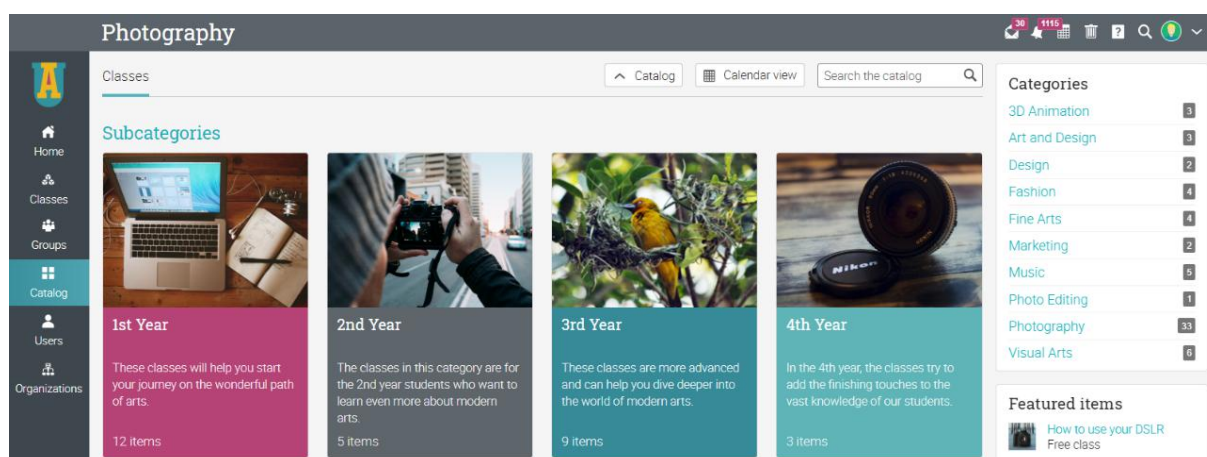 Photography
30
1115
?
A
Home
Classes
Groups
Catalog
Users
Organizations
Classes
Catalog
Calendar view
Search the catalog
Subcategories
Nikon
1st Year
These classes will help you start
your journey on the wonderful path
of arts.
12 items
2nd Year
The classes in this category are for
the 2nd year students who want to
learn even more about modern
arts.
5 items
3rd Year
These classes are more advanced
and can help you dive deeper into
the world of modern arts.
9 items
4th Year
In the 4th year, the classes try to
add the finishing touches to the
vast knowledge of our students.
3 items
Categories
3D Animation 3
Art and Design 3
Design 2
Fashion 4
Fine Arts 4
Marketing 2
Music 5
Photo Editing 1
Photography 33
Visual Arts 6
Featured items
How to use your DSLR
Free class